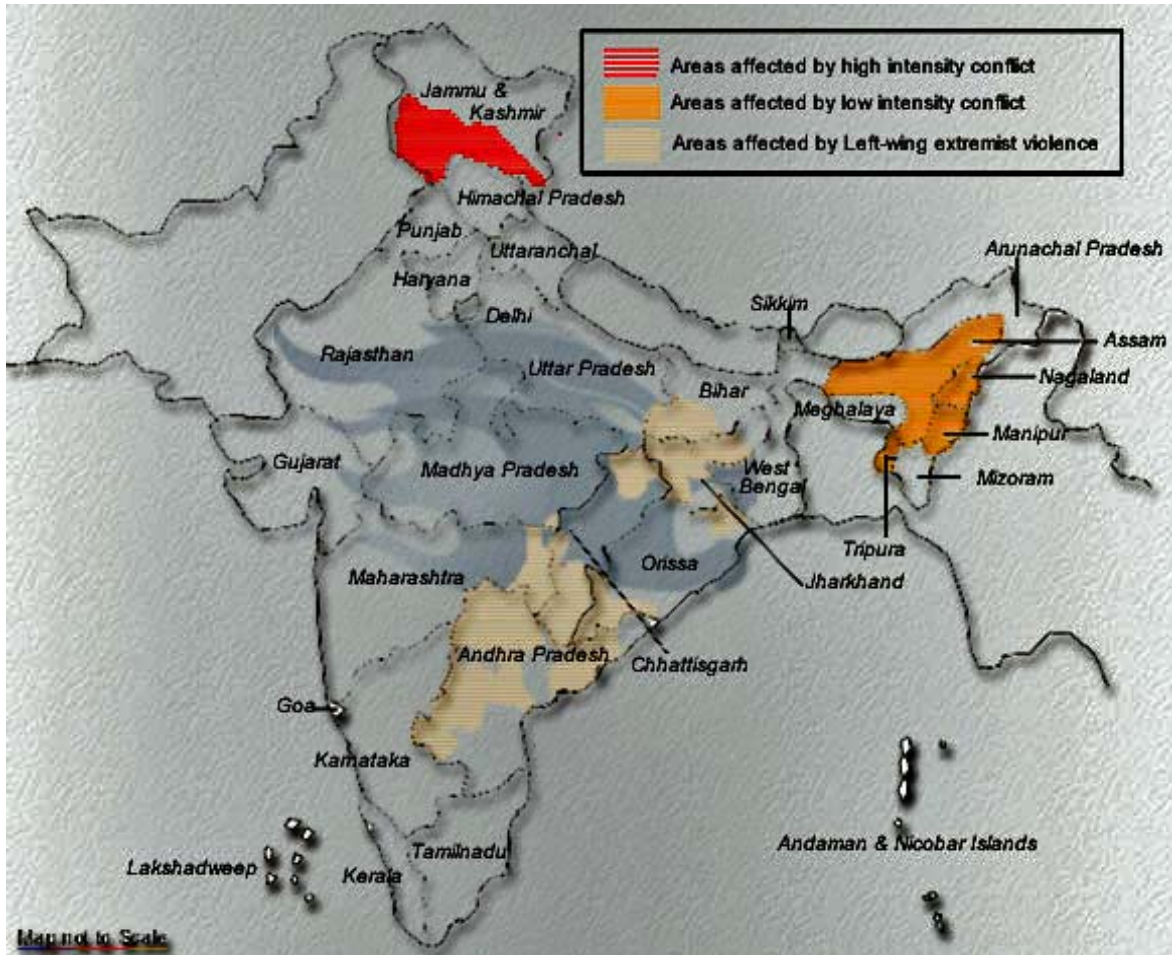 Areas affected by high intensity conflict
Areas affected by low intensity conflict
Areas affected by Left-wing extremist violence
Jammu &
Kashmir
Himachal Pradesh
Punjab
Uttaranchal
Haryana
Arunachal Pradesh
Sikkim
Delhi
Assam
Rajasthan
Uttar Pradesh
Nagaland
Bihar
Meghalaya
Manipur
Gujarat
Madhya Pradesh
West
Bengal
Mizoram
Tripura
Orissa
Maharashtra
Jharkhand
Andhra Pradesh
Chhattisgarh
Goa
Karnataka
Andaman & Nicobar Islands
Tamilnadu
Lakshadweep
Kerala
Map not to Scale